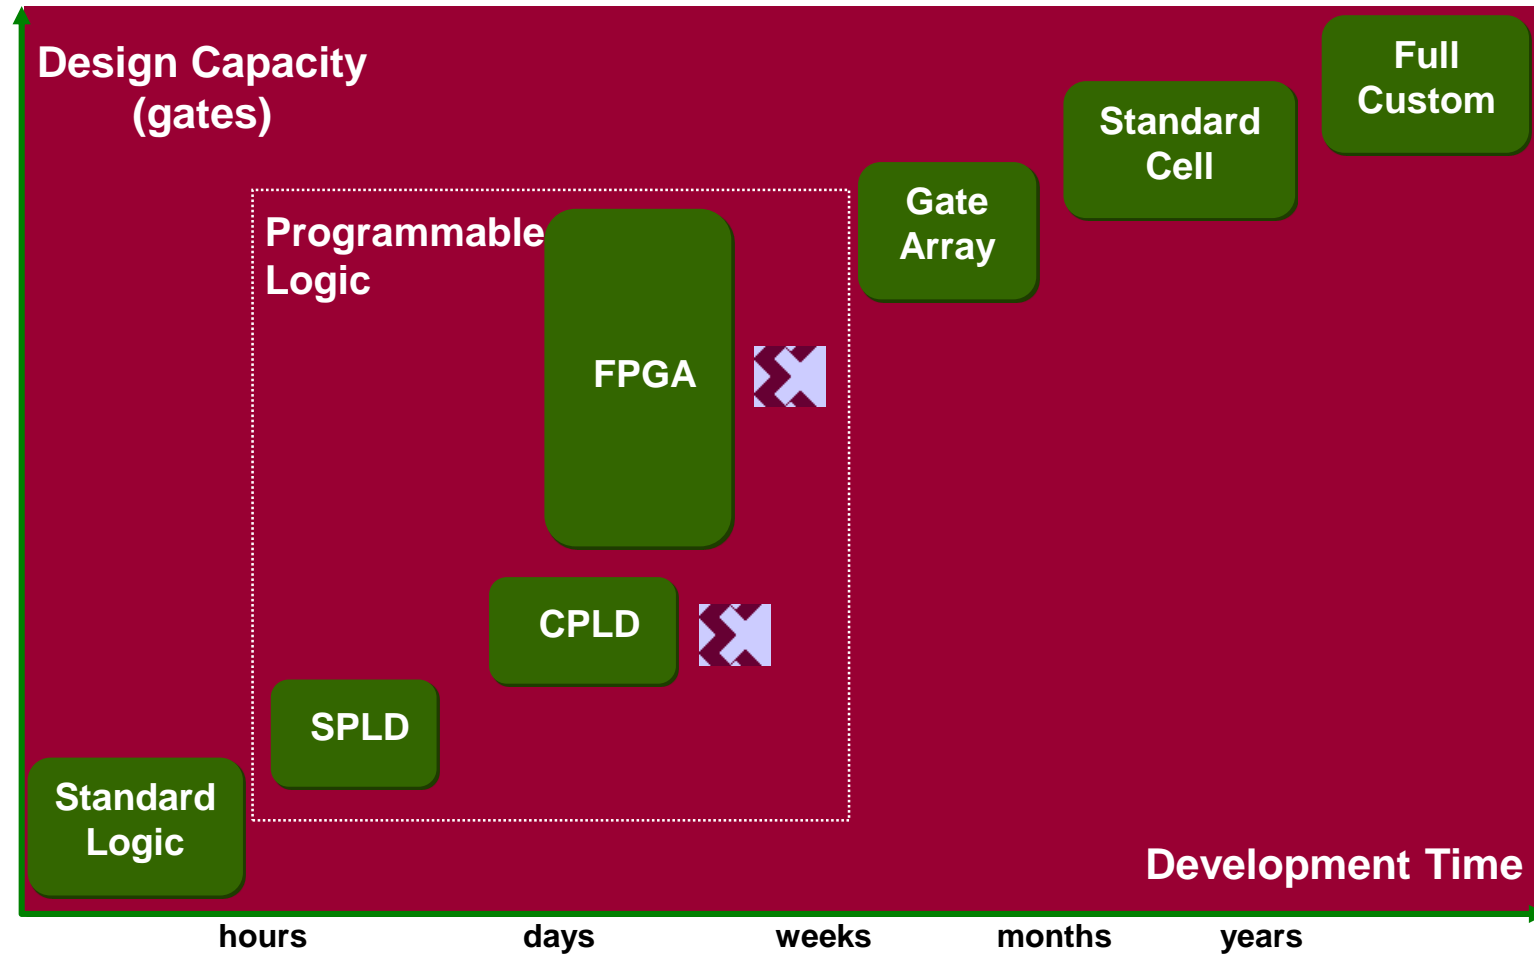 Design Capacity
(gates)
Full
Custom
Standard
Cell
Gate
Array
Programmable
Logic
FPGA
CPLD
SPLD
Standard
Logic
Development Time
hours days weeks months years